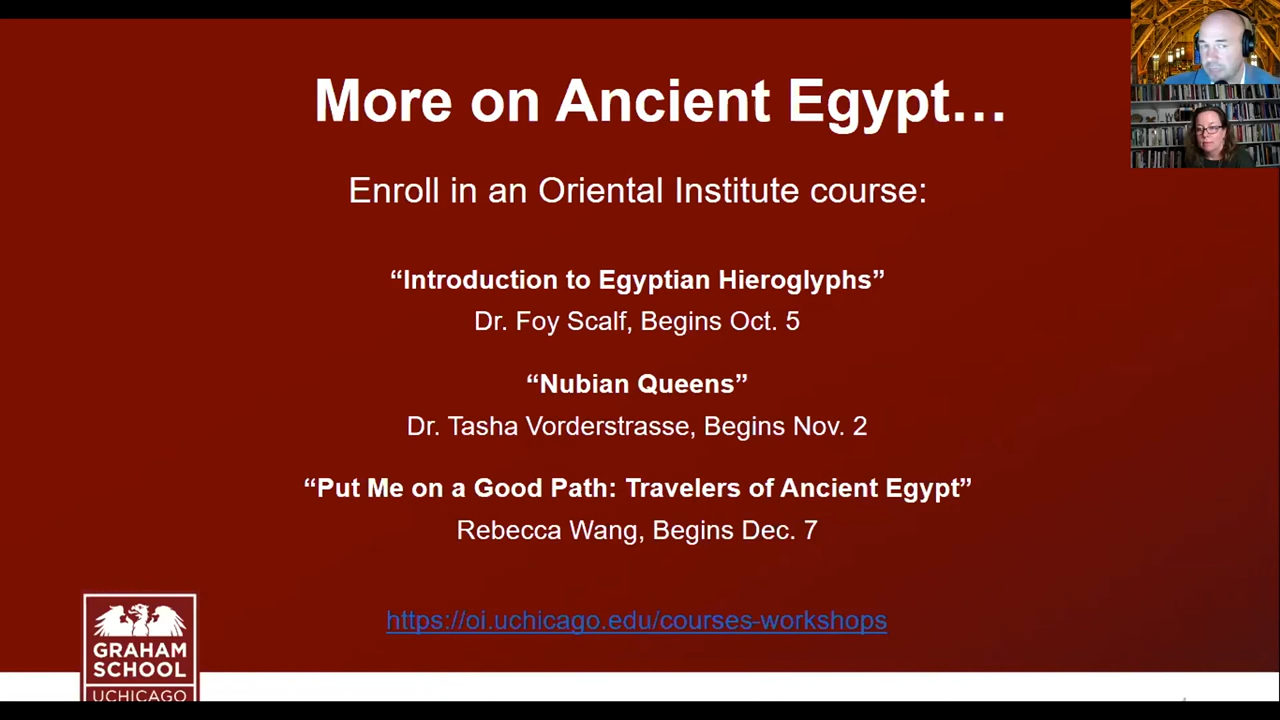 More on Ancient Egypt…
Enroll in an Oriental Institute course:
“Introduction to Egyptian Hieroglyphs”
Dr. Foy Scalf, Begins Oct. 5
“Nubian Queens”
Dr. Tasha Vorderstrasse, Begins Nov. 2
“Put Me on a Good Path: Travelers of Ancient Egypt”
Rebecca Wang, Begins Dec. 7
https://oi.uchicago.edu/courses-workshops
GRAHAM
SCHOOL
UCHICAGO